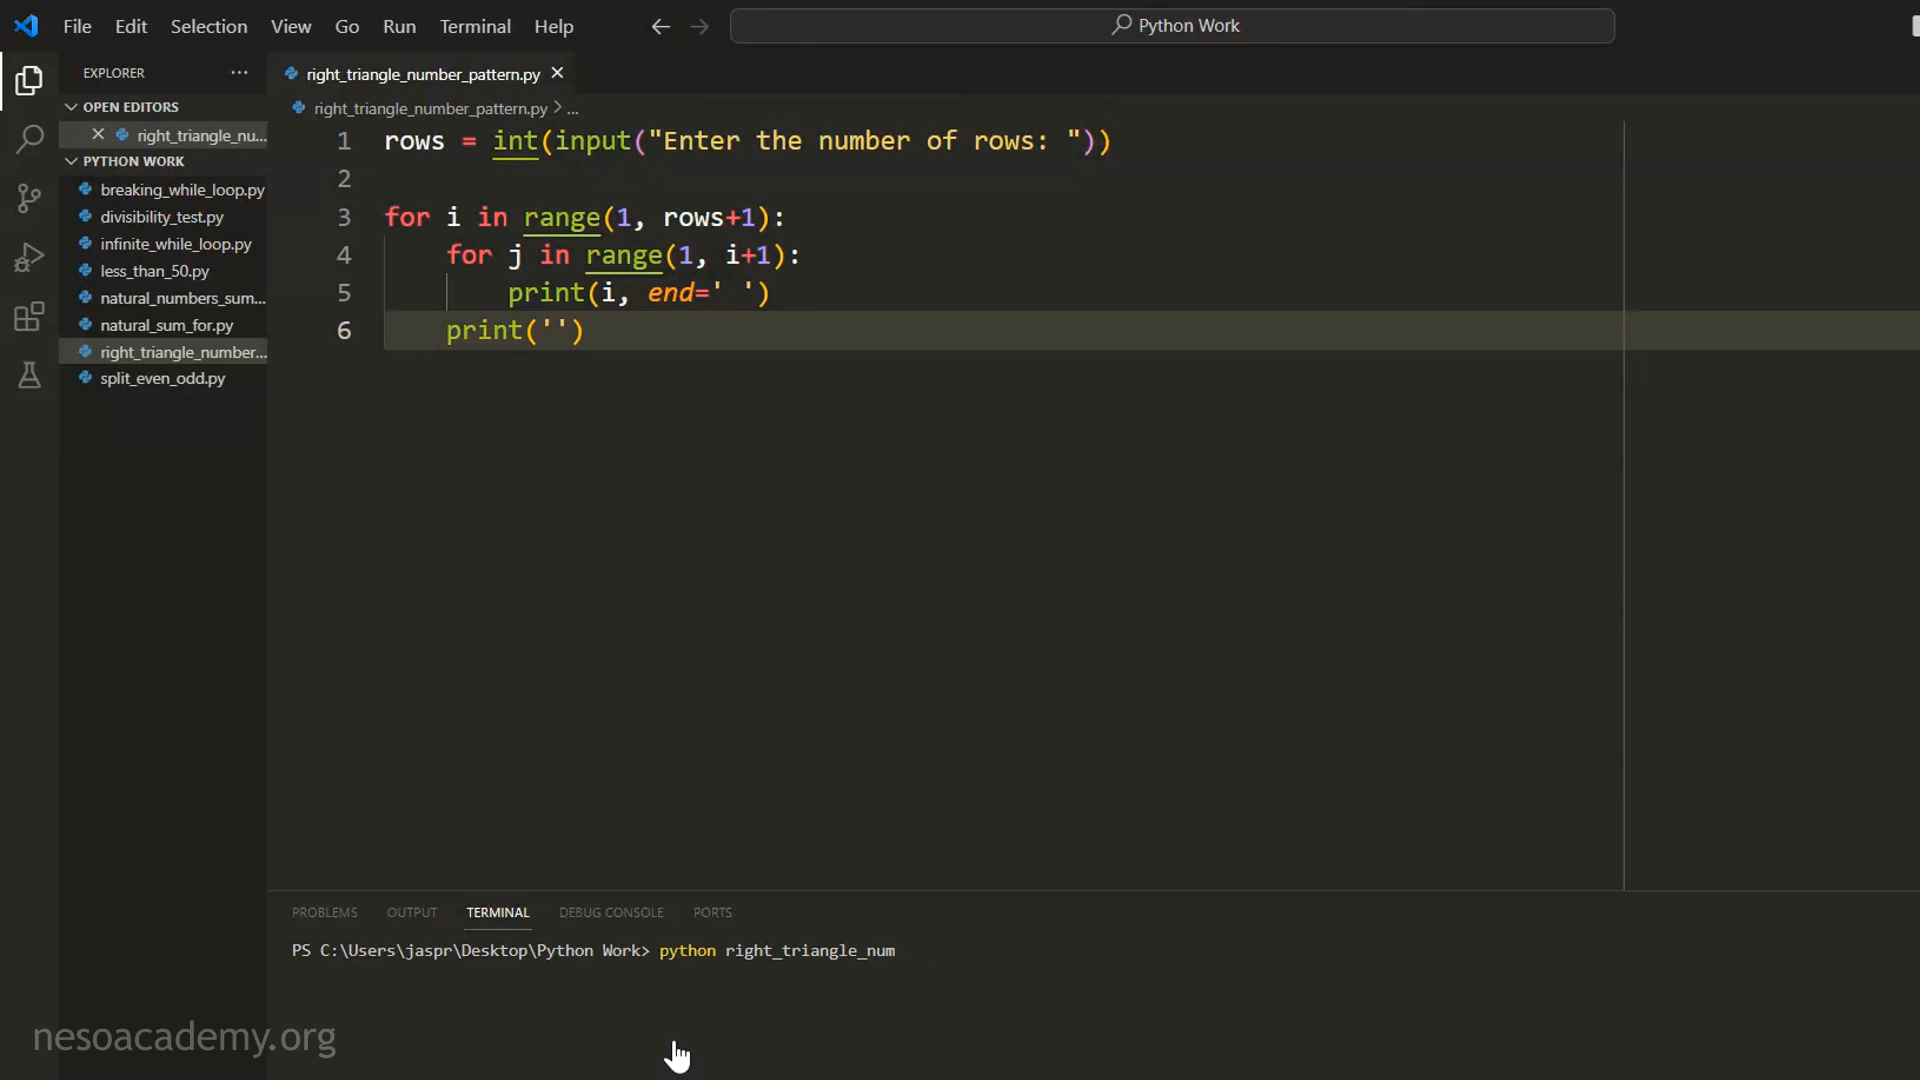 File Edit Selection View Go Run Terminal Help
Python Work
EXPLORER
...
OPEN EDITORS
right_triangle_nu...
PYTHON WORK
breaking_while_loop.py
divisibility_test.py
infinite_while_loop.py
less_than_50.py
natural_numbers_sum...
natural_sum_for.py
right_triangle_number...
split_even_odd.py
right_triangle_number_pattern.py
right_triangle_number_pattern.py > ...
1 rows = int(input("Enter the number of rows: "))
2
3 for i in range(1, rows+1):
4     for j in range(1, i+1):
5         print(i, end=' ')
6     print('')
PROBLEMS OUTPUT TERMINAL DEBUG CONSOLE PORTS
PS C:\Users\jaspr\Desktop\Python Work> python right_triangle_num
nesoacademy.org